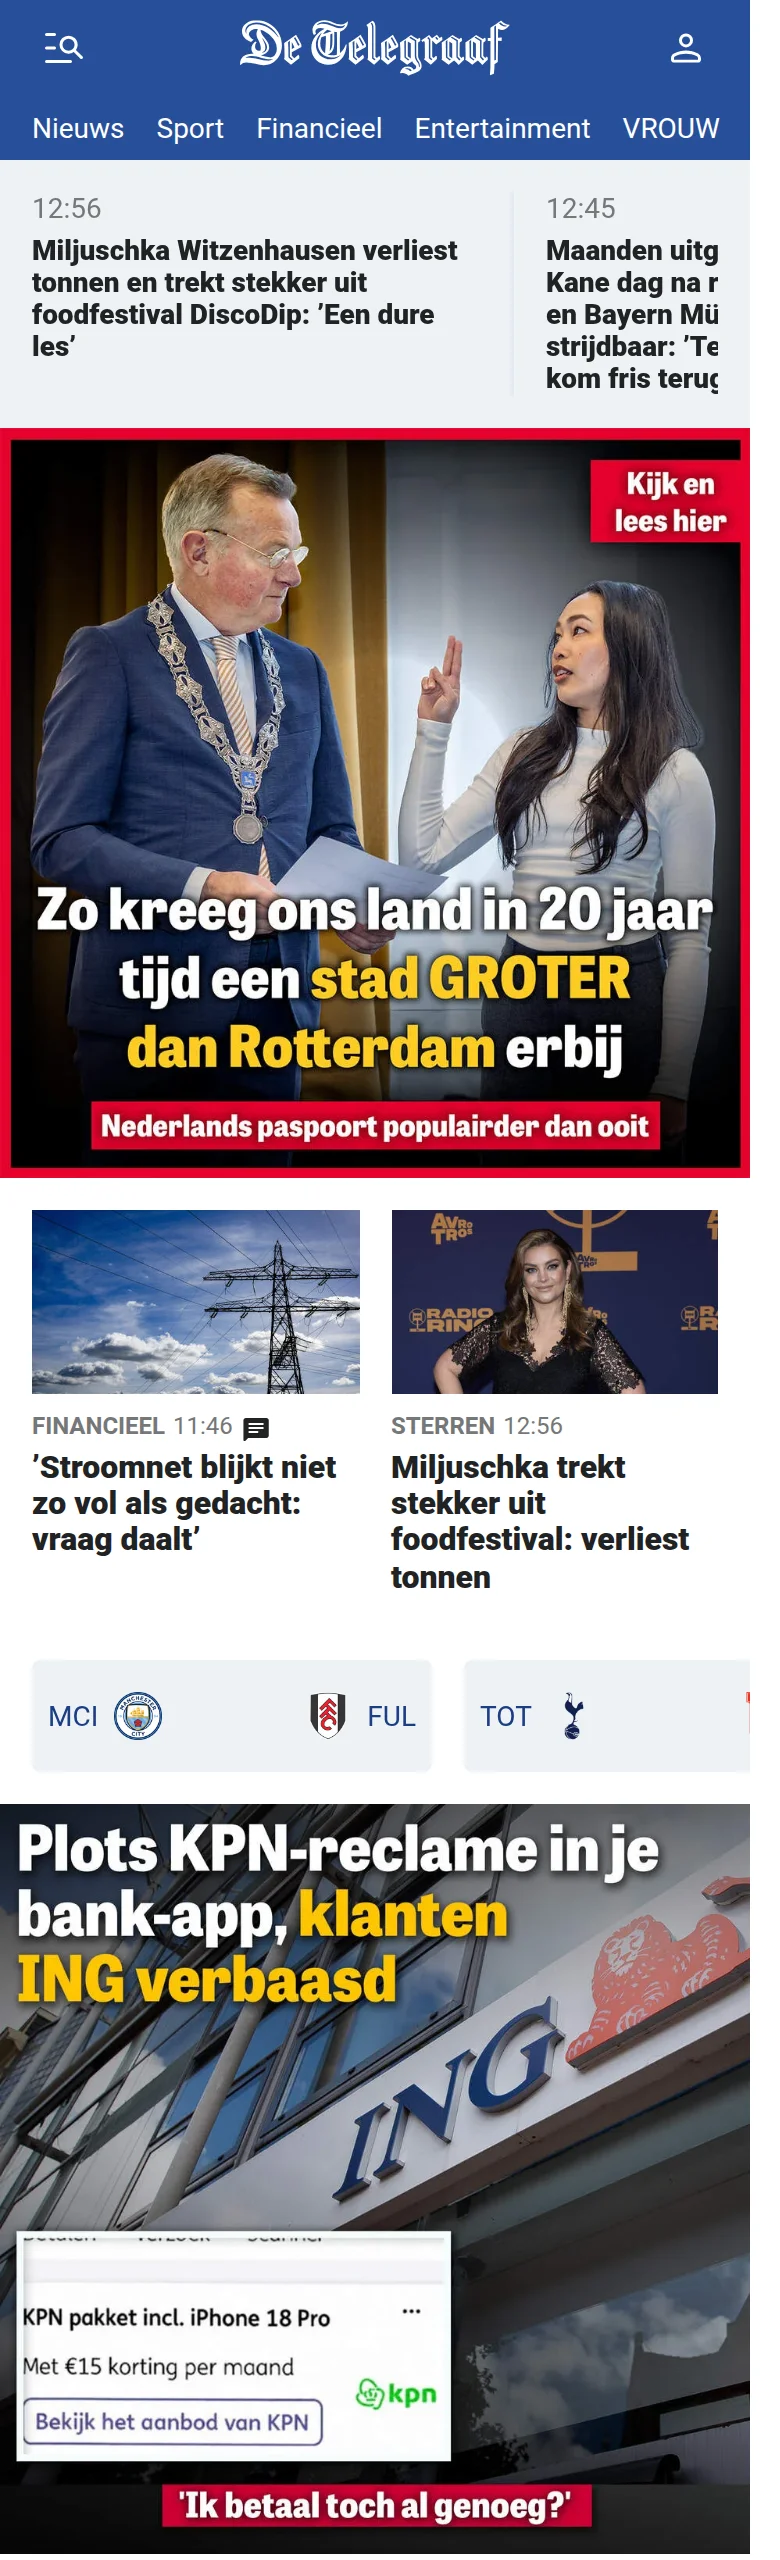 De Telegraaf
Nieuws Sport Financieel Entertainment VROUW
12:56
Miljuschka Witzenhausen verliest
tonnen en trekt stekker uit
foodfestival DiscoDip: ’Een dure
les’
12:45
Maanden uitg
Kane dag na r
en Bayern Mü
strijdbaar: ’Te
kom fris terug
Kijk en
lees hier
Zo kreeg ons land in 20 jaar
tijd een stad GROTER
dan Rotterdam erbij
Nederlands paspoort populairder dan ooit
AVRO
TROS
AVRO
TROS
RADIO
RING
FINANCIEEL 11:46
’Stroomnet blijkt niet
zo vol als gedacht:
vraag daalt’
STERREN 12:56
Miljuschka trekt
stekker uit
foodfestival: verliest
tonnen
MCI
MANCHESTER
CITY
FUL
TOT
Plots KPN-reclame in je
bank-app, klanten
ING verbaasd
ING
KPN pakket incl. iPhone 18 Pro
Met €15 korting per maand
kpn
Bekijk het aanbod van KPN
'Ik betaal toch al genoeg?'